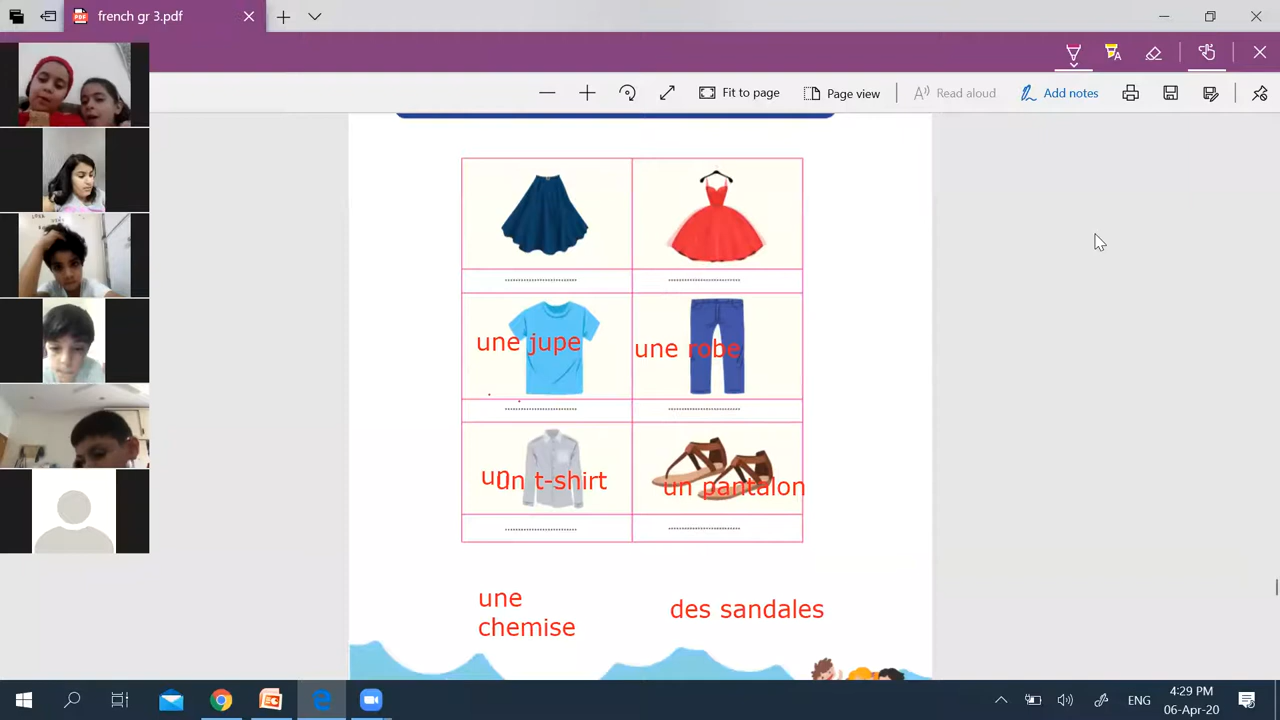 french gr 3.pdf
Fit to page
Page view
Read aloud
Add notes
une jupe
une robe
un
un t-shirt
un pantalon
une
chemise
des sandales
ENG
4:29 PM
06-Apr-20